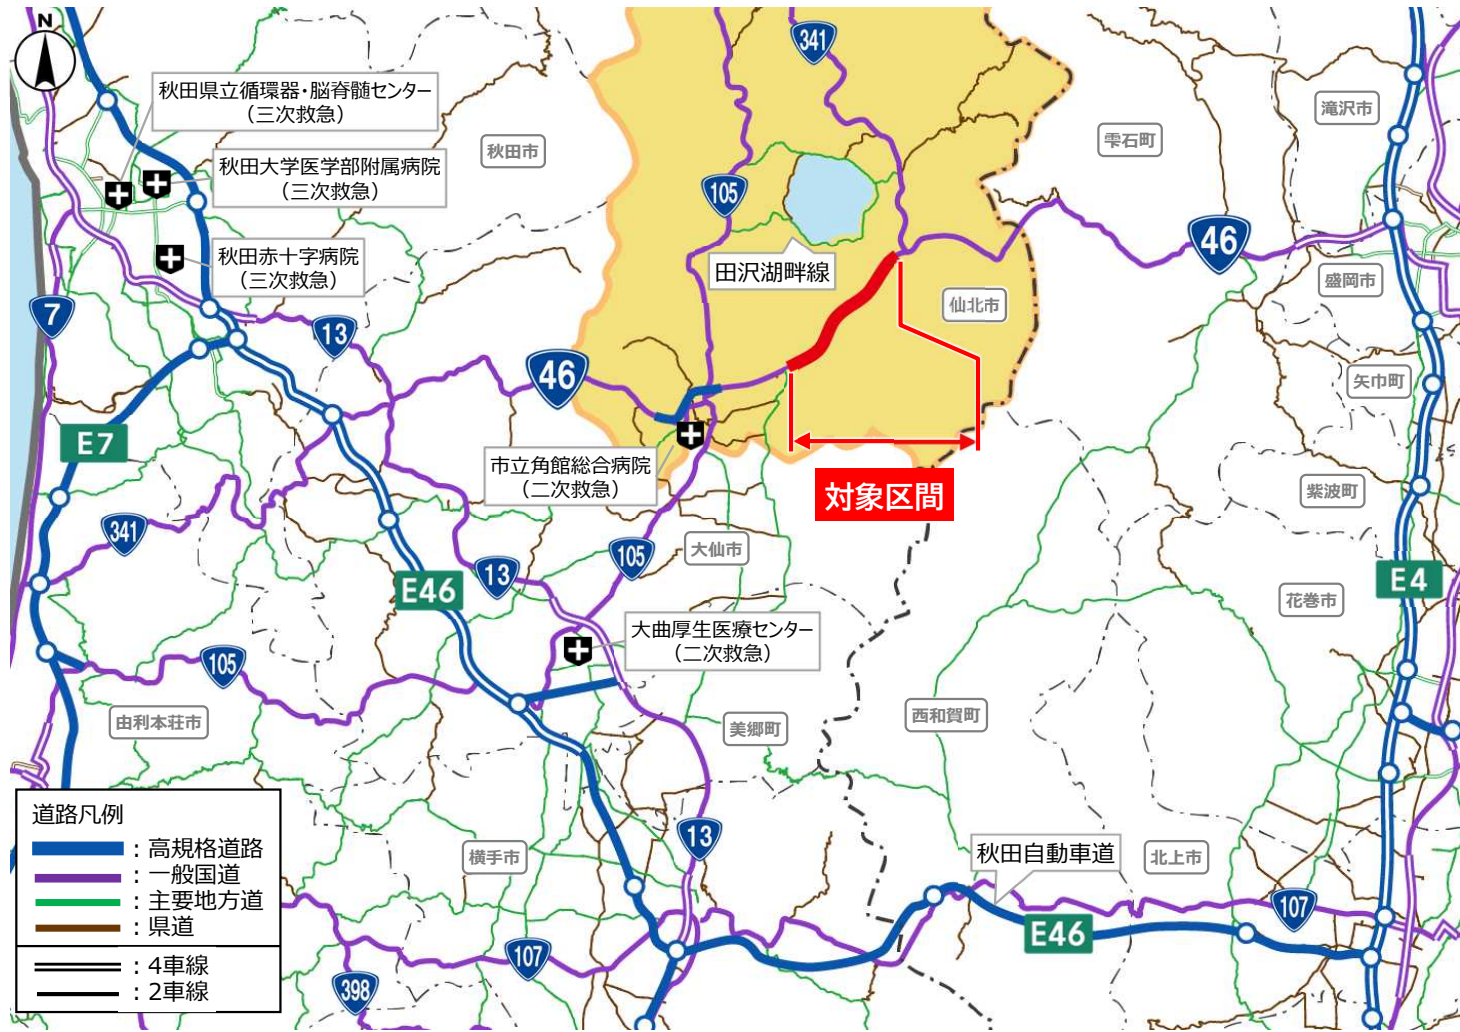 N
341
秋田県立循環器・脳脊髄センター
（三次救急）
滝沢市
秋田市
雫石町
秋田大学医学部附属病院
（三次救急）
105
46
秋田赤十字病院
（三次救急）
田沢湖畔線
盛岡市
仙北市
7
13
46
矢巾町
E7
市立角館総合病院
（二次救急）
対象区間
紫波町
341
大仙市
105
13
E46
E4
花巻市
大曲厚生医療センター
（二次救急）
105
由利本荘市
美郷町
西和賀町
道路凡例
：高規格道路
：一般国道
：主要地方道
：県道
：4車線
：2車線
13
横手市
秋田自動車道
北上市
107
E46
107
398